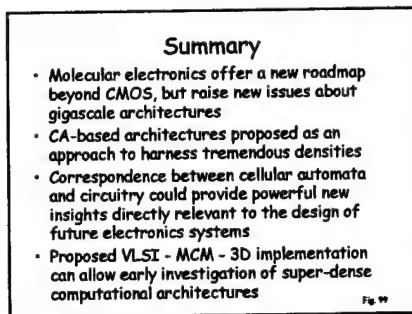 Summary
• Molecular electronics offer a new roadmap
beyond CMOS, but raise new issues about
gigascale architectures
• CA-based architectures proposed as an
approach to harness tremendous densities
• Correspondence between cellular automata
and circuitry could provide powerful new
insights directly relevant to the design of
future electronics systems
• Proposed VLSI - MCM - 3D implementation
can allow early investigation of super-dense
computational architectures
Fig. 99